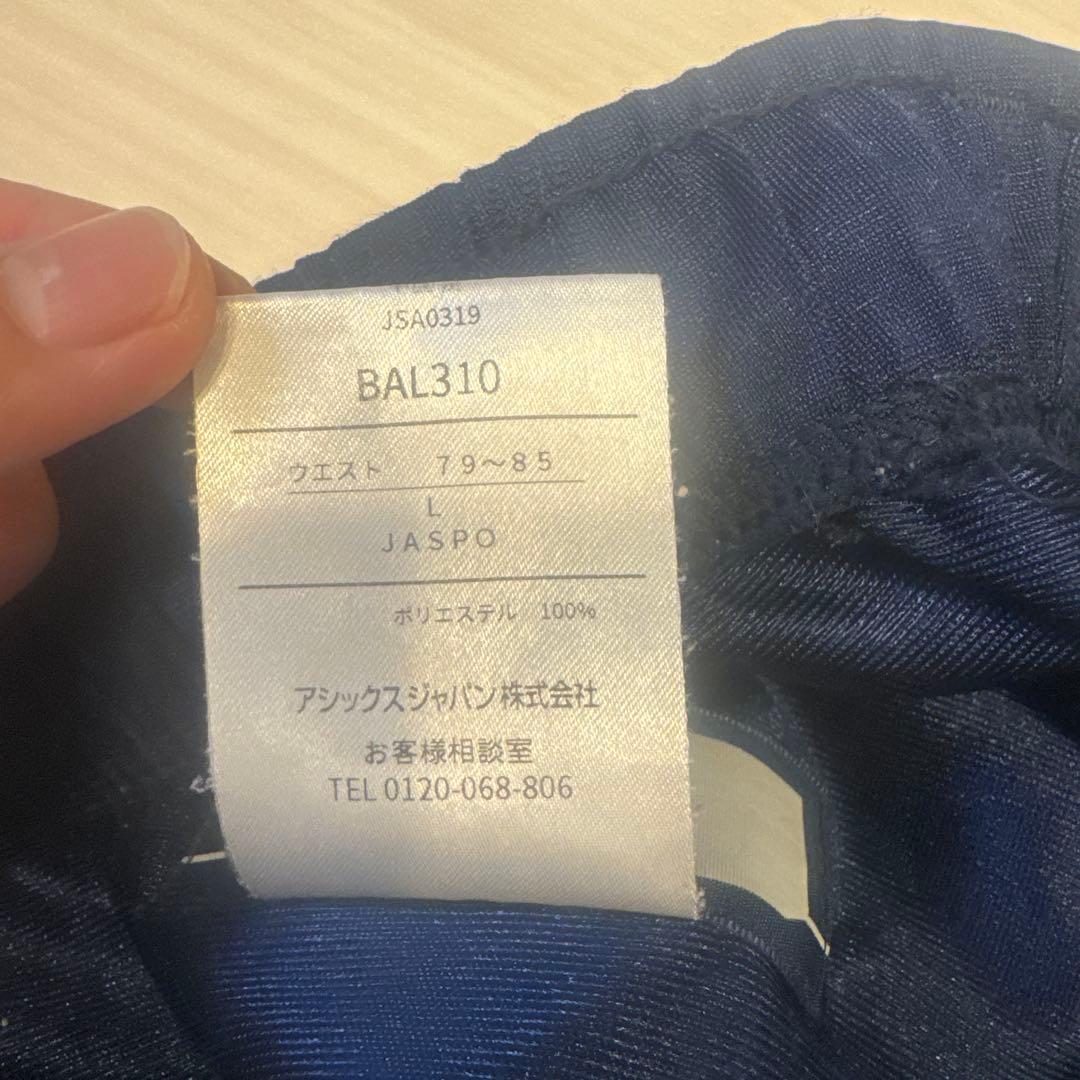 JSA0319
BAL310
ウエスト 79～85
L
JASPO
ポリエステル 100%
アシックスジャパン株式会社
お客様相談室
TEL 0120-068-806